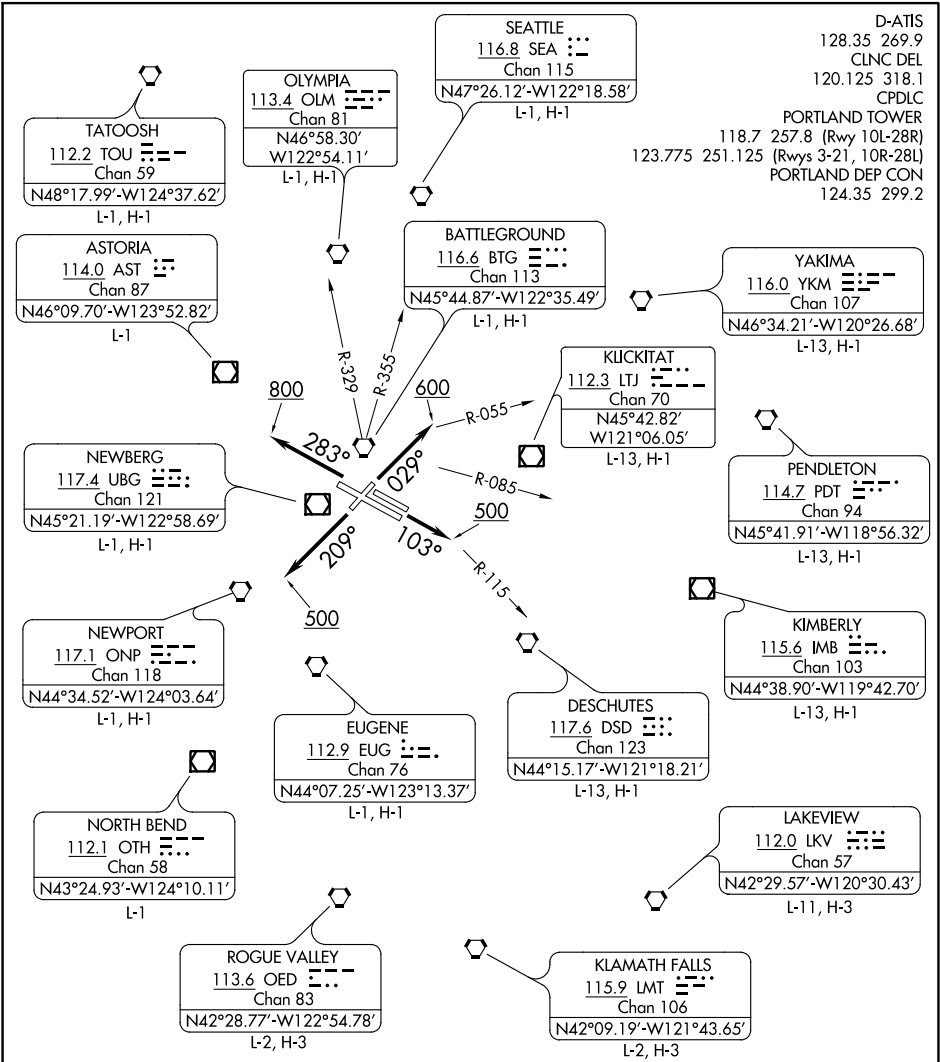 D-ATIS
128.35 269.9
CLNC DEL
120.125 318.1
CPDLC
PORTLAND TOWER
118.7 257.8 (Rwy 10L-28R)
123.775 251.125 (Rwys 3-21, 10R-28L)
PORTLAND DEP CON
124.35 299.2
SEATTLE
116.8 SEA
Chan 115
N47°26.12'-W122°18.58'
L-1, H-1
OLYMPIA
113.4 OLM
Chan 81
N46°58.30'
W122°54.11'
L-1, H-1
TATOOSH
112.2 TOU
Chan 59
N48°17.99'-W124°37.62'
L-1, H-1
ASTORIA
114.0 AST
Chan 87
N46°09.70'-W123°52.82'
L-1
BATTLEGROUND
116.6 BTG
Chan 113
N45°44.87'-W122°35.49'
L-1, H-1
YAKIMA
116.0 YKM
Chan 107
N46°34.21'-W120°26.68'
L-13, H-1
KLICKITAT
112.3 LTJ
Chan 70
N45°42.82'
W121°06.05'
L-13, H-1
R-329
R-355
800
600
R-055
283°
029°
R-085
500
103°
209°
R-115
500
NEWBERG
117.4 UBG
Chan 121
N45°21.19'-W122°58.69'
L-1, H-1
PENDLETON
114.7 PDT
Chan 94
N45°41.91'-W118°56.32'
L-13, H-1
NEWPORT
117.1 ONP
Chan 118
N44°34.52'-W124°03.64'
L-1, H-1
KIMBERLY
115.6 IMB
Chan 103
N44°38.90'-W119°42.70'
L-13, H-1
EUGENE
112.9 EUG
Chan 76
N44°07.25'-W123°13.37'
L-1, H-1
DESCHUTES
117.6 DSD
Chan 123
N44°15.17'-W121°18.21'
L-13, H-1
NORTH BEND
112.1 OTH
Chan 58
N43°24.93'-W124°10.11'
L-1
LAKEVIEW
112.0 LKV
Chan 57
N42°29.57'-W120°30.43'
L-11, H-3
ROGUE VALLEY
113.6 OED
Chan 83
N42°28.77'-W122°54.78'
L-2, H-3
KLAMATH FALLS
115.9 LMT
Chan 106
N42°09.19'-W121°43.65'
L-2, H-3